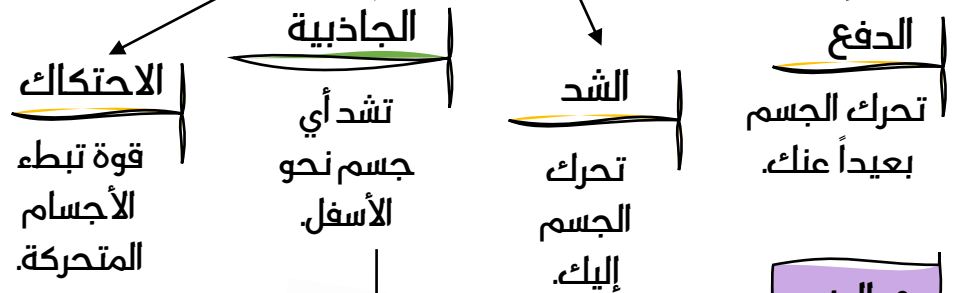 الدفع
تحرك الجسم
بعيداً عنك.
الشد
تحرك
الجسم
إليك.
الجاذبية
تشد أي
جسم نحو
الأسفل.
الاحتكاك
قوة تبطء
الأجسام
المتحركة.